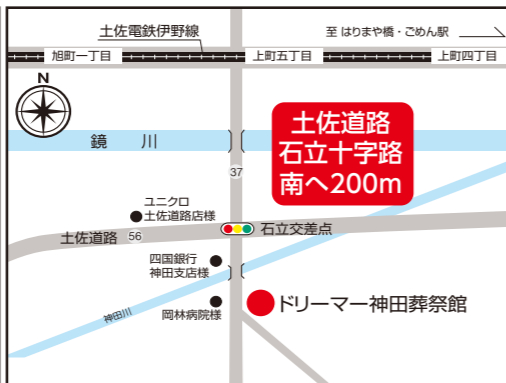 土佐電鉄伊野線
至 はりまや橋・ごめん駅
旭町一丁目
上町五丁目
上町四丁目
N
鏡 川
土佐道路
石立十字路
南へ200m
37
ユニクロ
土佐道路店様
土佐道路
56
石立交差点
四国銀行
神田支店様
神田川
岡林病院様
ドリーマー神田葬祭館